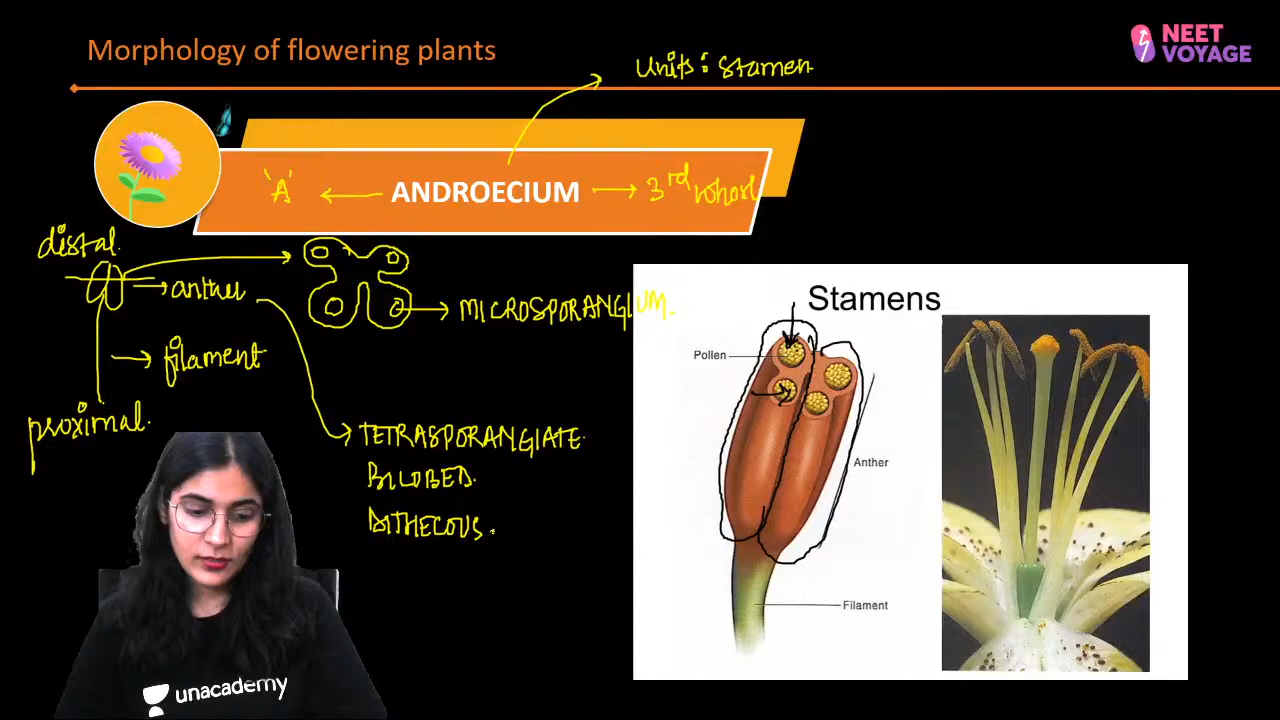 Morphology of flowering plants
NEET
VOYAGE
Units : Stamen
'A' ← ANDROECIUM → 3rd whorl
distal.
anther
MICROSPORANGIUM.
filament
proximal.
TETRASPORANGIATE.
BILOBED.
DITHECOUS.
Stamens
Pollen
Anther
Filament
unacademy